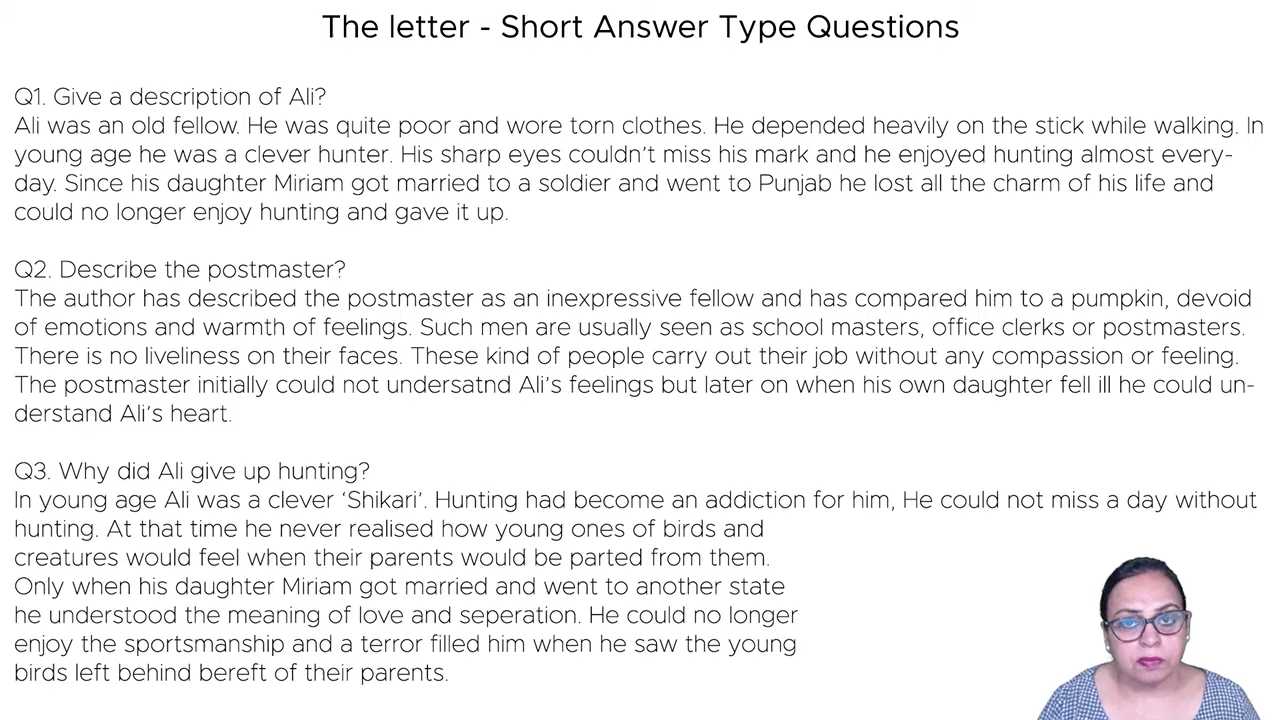 The letter - Short Answer Type Questions
Q1. Give a description of Ali?
Ali was an old fellow. He was quite poor and wore torn clothes. He depended heavily on the stick while walking. In
young age he was a clever hunter. His sharp eyes couldn't miss his mark and he enjoyed hunting almost every-
day. Since his daughter Miriam got married to a soldier and went to Punjab he lost all the charm of his life and
could no longer enjoy hunting and gave it up.
Q2. Describe the postmaster?
The author has described the postmaster as an inexpressive fellow and has compared him to a pumpkin, devoid
of emotions and warmth of feelings. Such men are usually seen as school masters, office clerks or postmasters.
There is no liveliness on their faces. These kind of people carry out their job without any compassion or feeling.
The postmaster initially could not undersatnd Ali's feelings but later on when his own daughter fell ill he could un-
derstand Ali's heart.
Q3. Why did Ali give up hunting?
In young age Ali was a clever ‘Shikari’. Hunting had become an addiction for him, He could not miss a day without
hunting. At that time he never realised how young ones of birds and
creatures would feel when their parents would be parted from them.
Only when his daughter Miriam got married and went to another state
he understood the meaning of love and seperation. He could no longer
enjoy the sportsmanship and a terror filled him when he saw the young
birds left behind bereft of their parents.